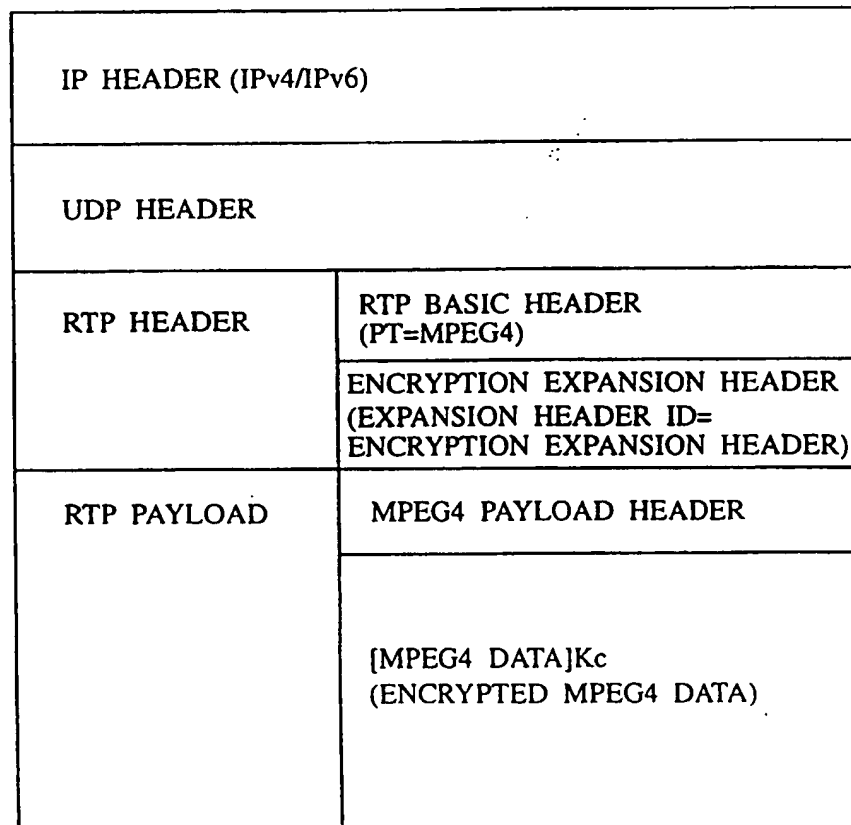 IP HEADER (IPv4/IPv6)
UDP HEADER
RTP HEADER
RTP BASIC HEADER
(PT=MPEG4)
ENCRYPTION EXPANSION HEADER
(EXPANSION HEADER ID=
ENCRYPTION EXPANSION HEADER)
RTP PAYLOAD
MPEG4 PAYLOAD HEADER
[MPEG4 DATA]Kc
(ENCRYPTED MPEG4 DATA)